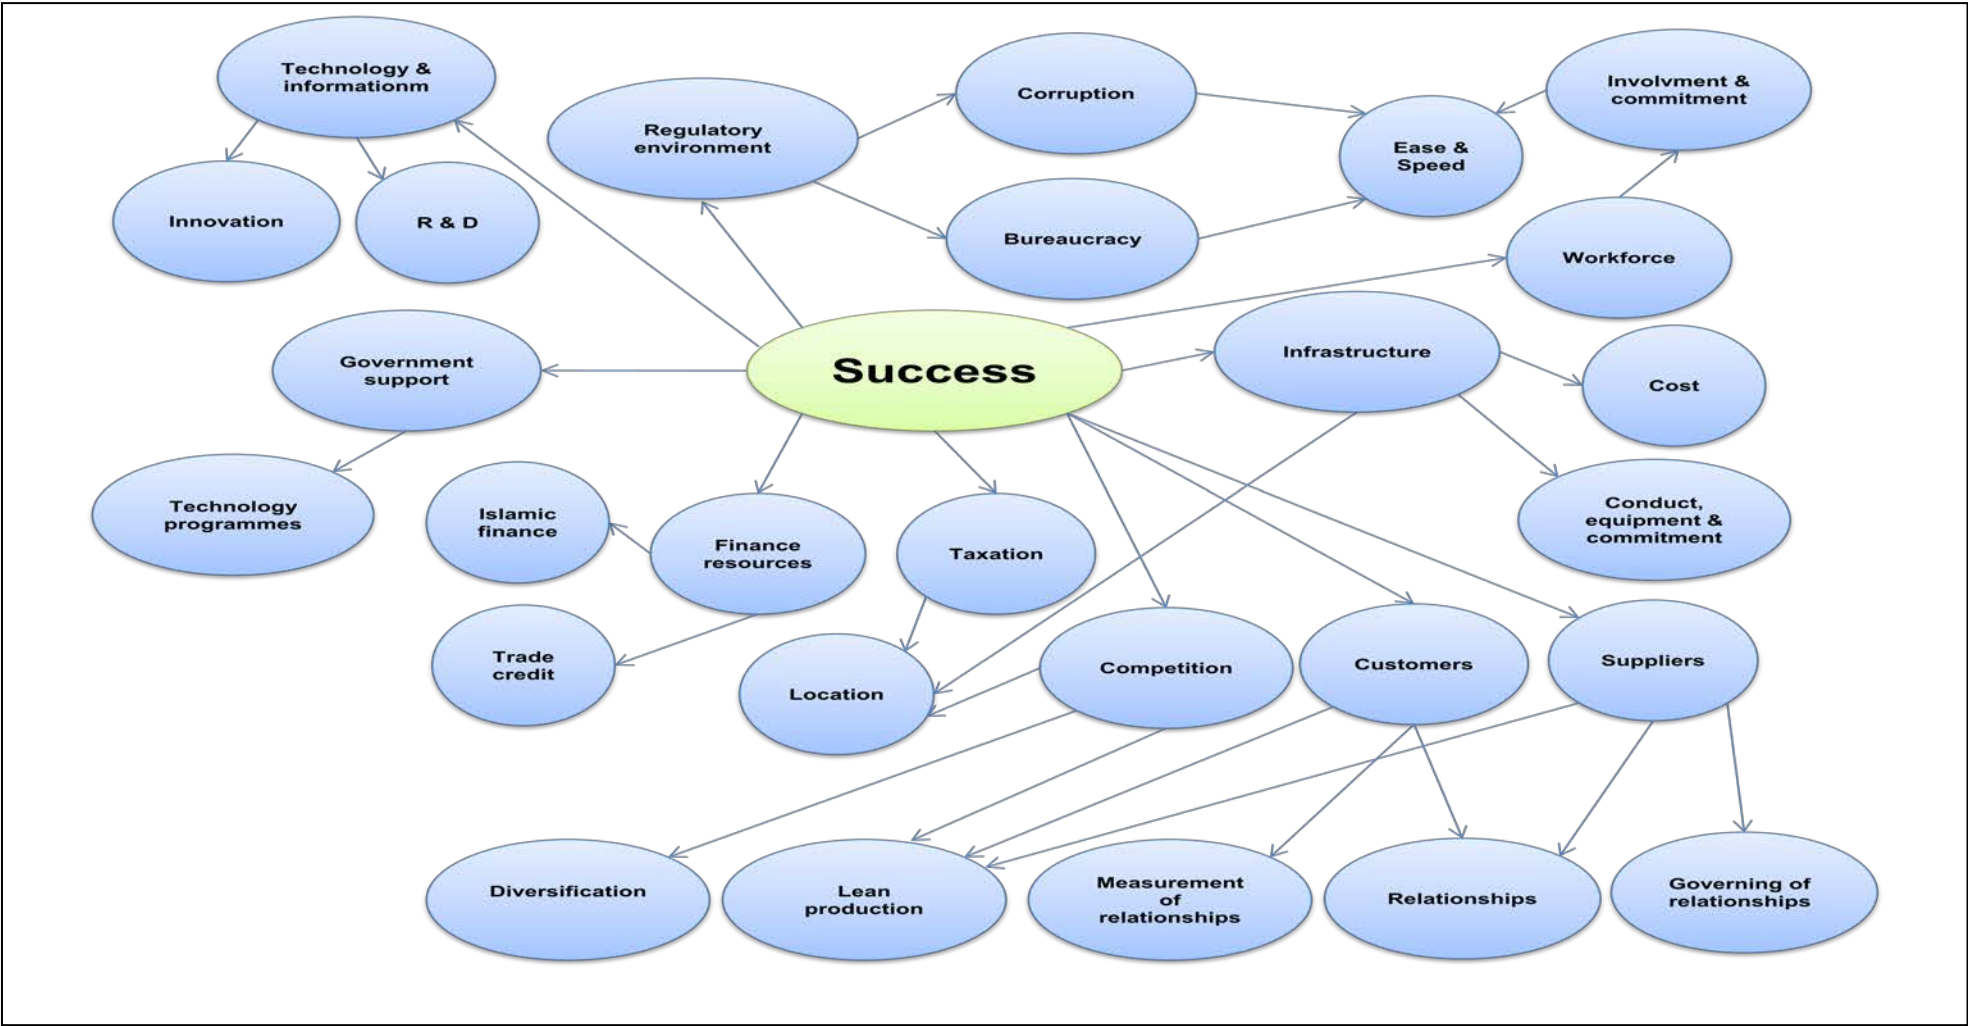 Technology &
informationm
Regulatory
environment
Corruption
Involvment &
commitment
Ease &
Speed
Innovation
R & D
Bureaucracy
Workforce
Government
support
Success
Infrastructure
Cost
Technology
programmes
Islamic
finance
Finance
resources
Taxation
Conduct,
equipment &
commitment
Trade
credit
Location
Competition
Customers
Suppliers
Diversification
Lean
production
Measurement
of
relationships
Relationships
Governing of
relationships